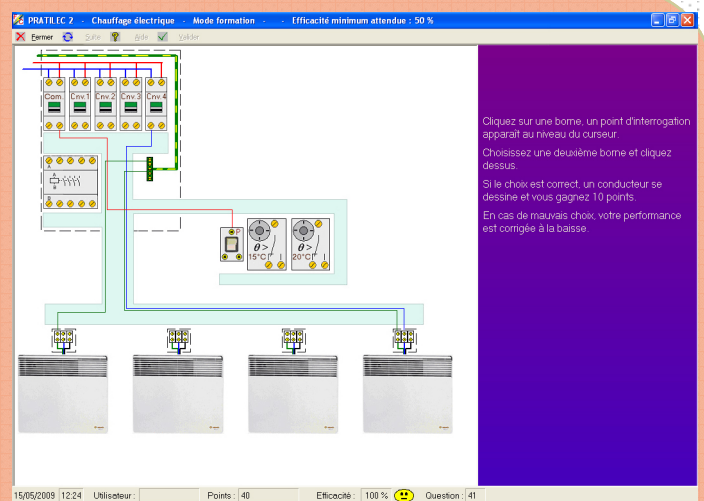 PRATILEC 2 - Chauffage électrique - Mode formation - - Efficacité minimum attendue : 50 %
Fermer Suite Aide Valider
Com. Cnv.1 Cnv.2 Cnv.3 Cnv.4
Cliquez sur une borne, un point d'interrogation
apparaît au niveau du curseur.
Choisissez une deuxième borne et cliquez
dessus.
Si le choix est correct, un conducteur se
dessine et vous gagnez 10 points.
En cas de mauvais choix, votre performance
est corrigée à la baisse.
A
A
B
B
P
θ> θ>
15°C 20°C
15/05/2009 12:24 Utilisateur : Points : 40 Efficacité : 100 % Question : 41